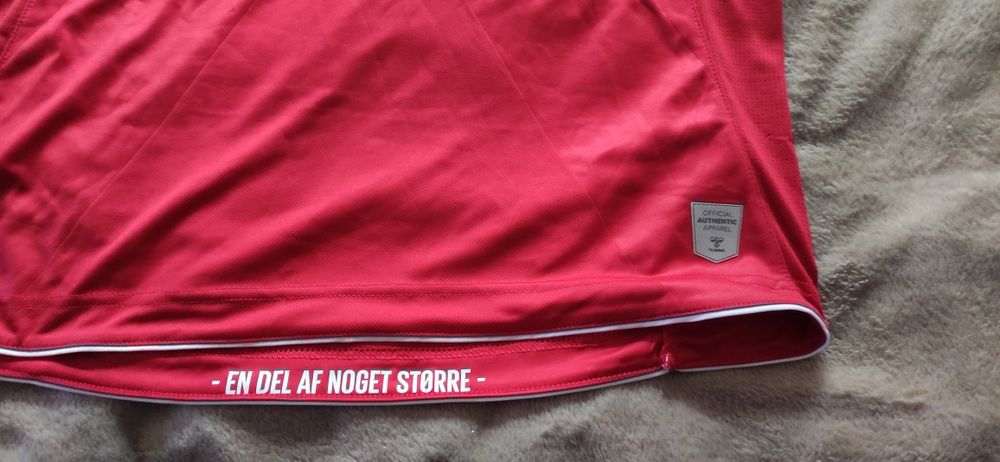 OFFICIAL
AUTHENTIC
APPAREL
hummel
- EN DEL AF NOGET STØRRE -